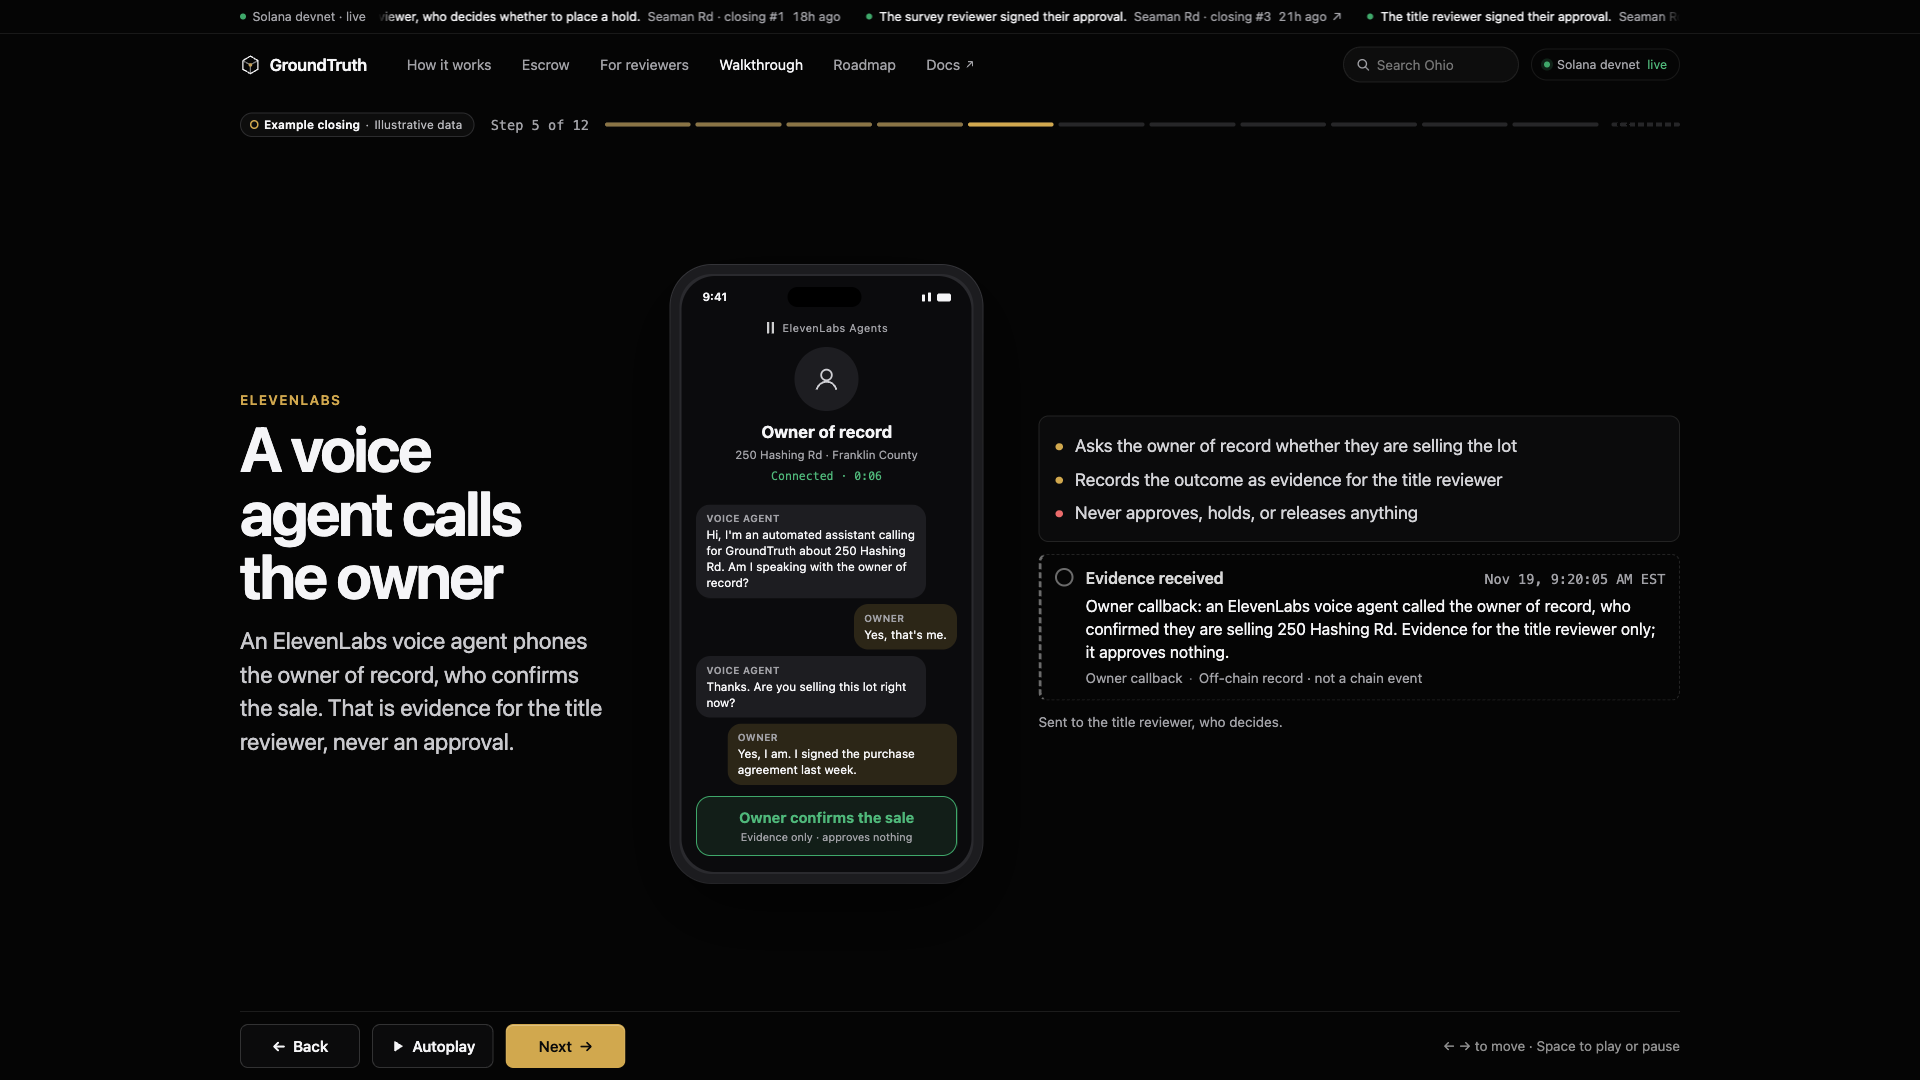 Solana devnet · live
viewer, who decides whether to place a hold. Seaman Rd · closing #1 18h ago
The survey reviewer signed their approval. Seaman Rd · closing #3 21h ago ↗
The title reviewer signed their approval. Seaman
GroundTruth
How it works
Escrow
For reviewers
Walkthrough
Roadmap
Docs ↗
Search Ohio
Solana devnet live
Example closing · Illustrative data
Step 5 of 12
ELEVENLABS
A voice
agent calls
the owner
An ElevenLabs voice agent phones
the owner of record, who confirms
the sale. That is evidence for the title
reviewer, never an approval.
9:41
ElevenLabs Agents
Owner of record
250 Hashing Rd · Franklin County
Connected · 0:06
VOICE AGENT
Hi, I'm an automated assistant calling
for GroundTruth about 250 Hashing
Rd. Am I speaking with the owner of
record?
OWNER
Yes, that's me.
VOICE AGENT
Thanks. Are you selling this lot right
now?
OWNER
Yes, I am. I signed the purchase
agreement last week.
Owner confirms the sale
Evidence only · approves nothing
Asks the owner of record whether they are selling the lot
Records the outcome as evidence for the title reviewer
Never approves, holds, or releases anything
Evidence received
Nov 19, 9:20:05 AM EST
Owner callback: an ElevenLabs voice agent called the owner of record, who
confirmed they are selling 250 Hashing Rd. Evidence for the title reviewer only;
it approves nothing.
Owner callback · Off-chain record · not a chain event
Sent to the title reviewer, who decides.
← Back
Autoplay
Next →
← → to move · Space to play or pause